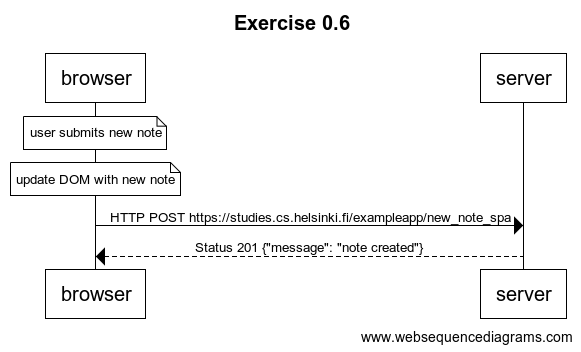 Exercise 0.6
browser
server
user submits new note
update DOM with new note
HTTP POST https://studies.cs.helsinki.fi/exampleapp/new_note_spa
Status 201 {"message": "note created"}
browser
server
www.websequencediagrams.com